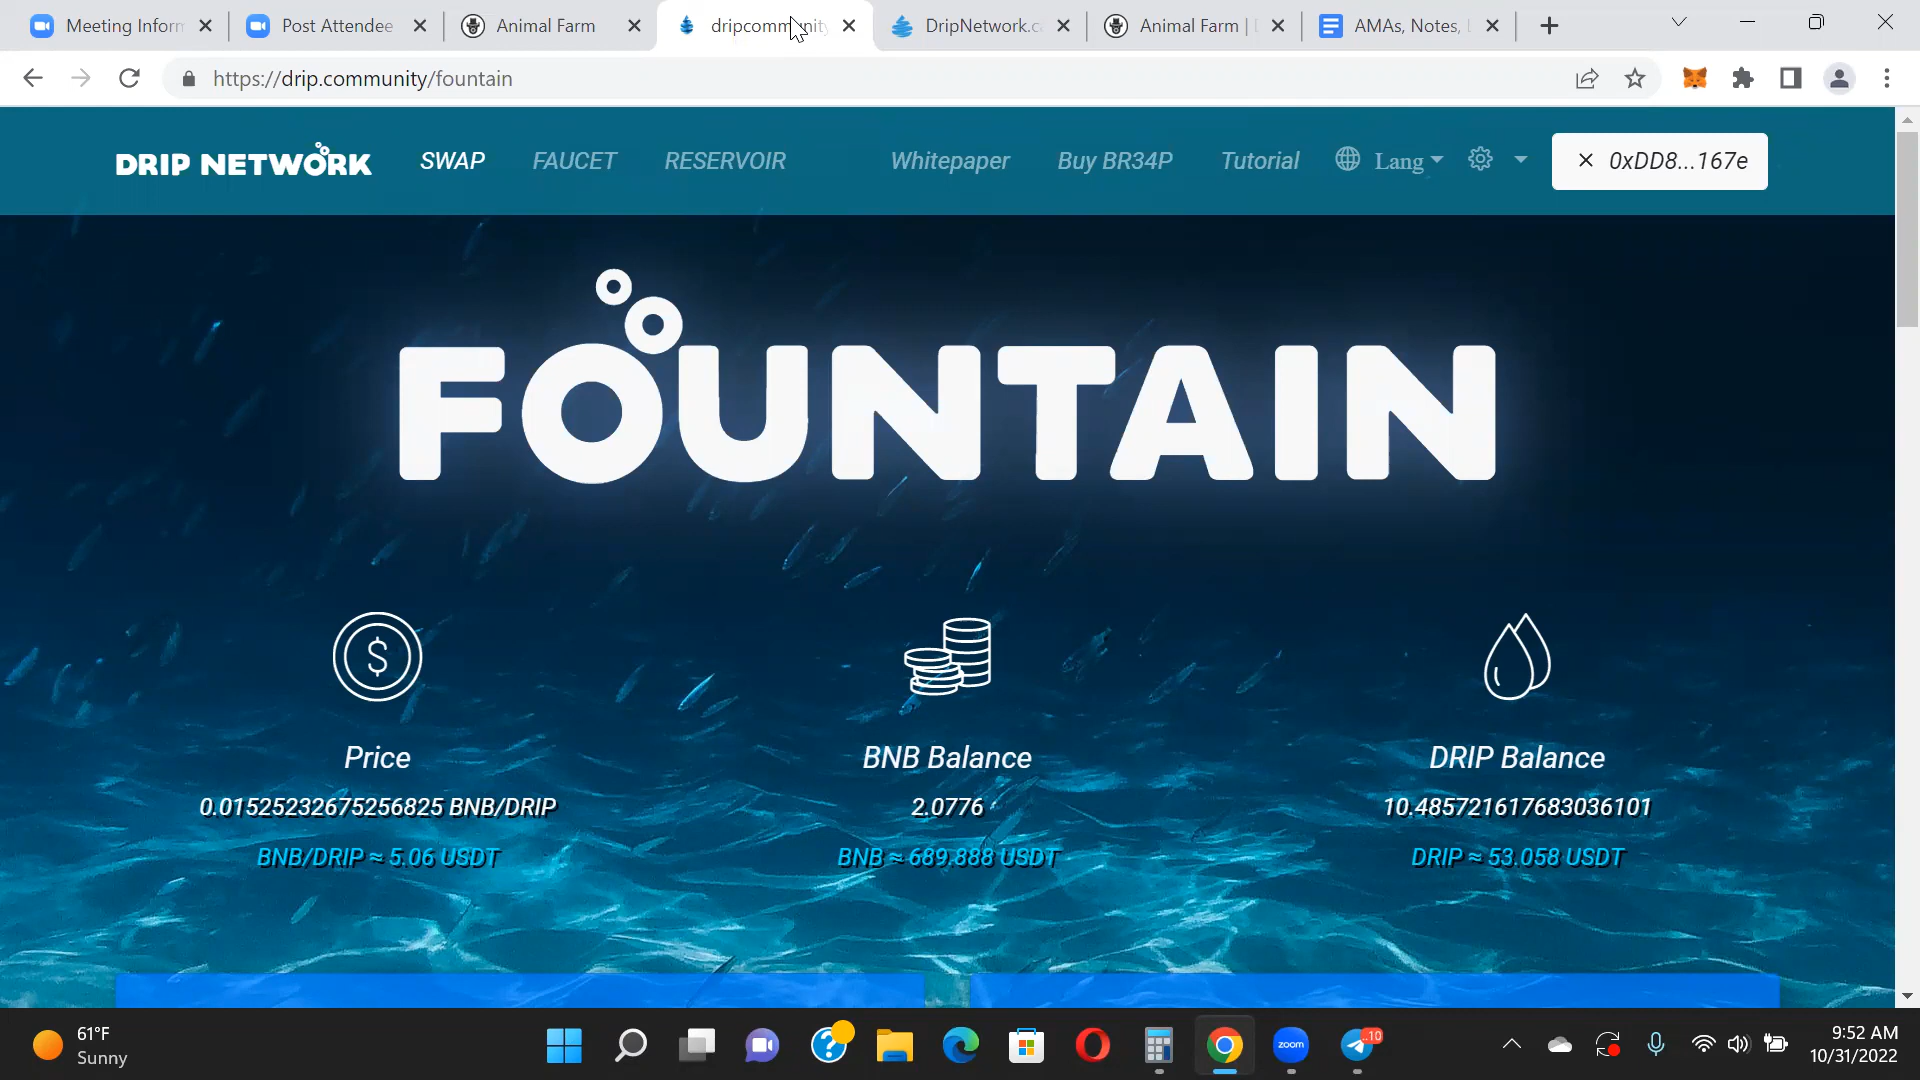 Meeting Inform
Post Attendee
Animal Farm
dripcommunity
DripNetwork.c
Animal Farm |
AMAs, Notes,
https://drip.community/fountain
DRIP NETWORK
SWAP
FAUCET
RESERVOIR
Whitepaper
Buy BR34P
Tutorial
Lang
0xDD8...167e
FOUNTAIN
Price
BNB Balance
DRIP Balance
0.01525232675256825 BNB/DRIP
2.0776
10.485721617683036101
BNB/DRIP ≈ 5.06 USDT
BNB ≈ 689.888 USDT
DRIP ≈ 53.058 USDT
61°F
Sunny
zoom
..10
9:52 AM
10/31/2022